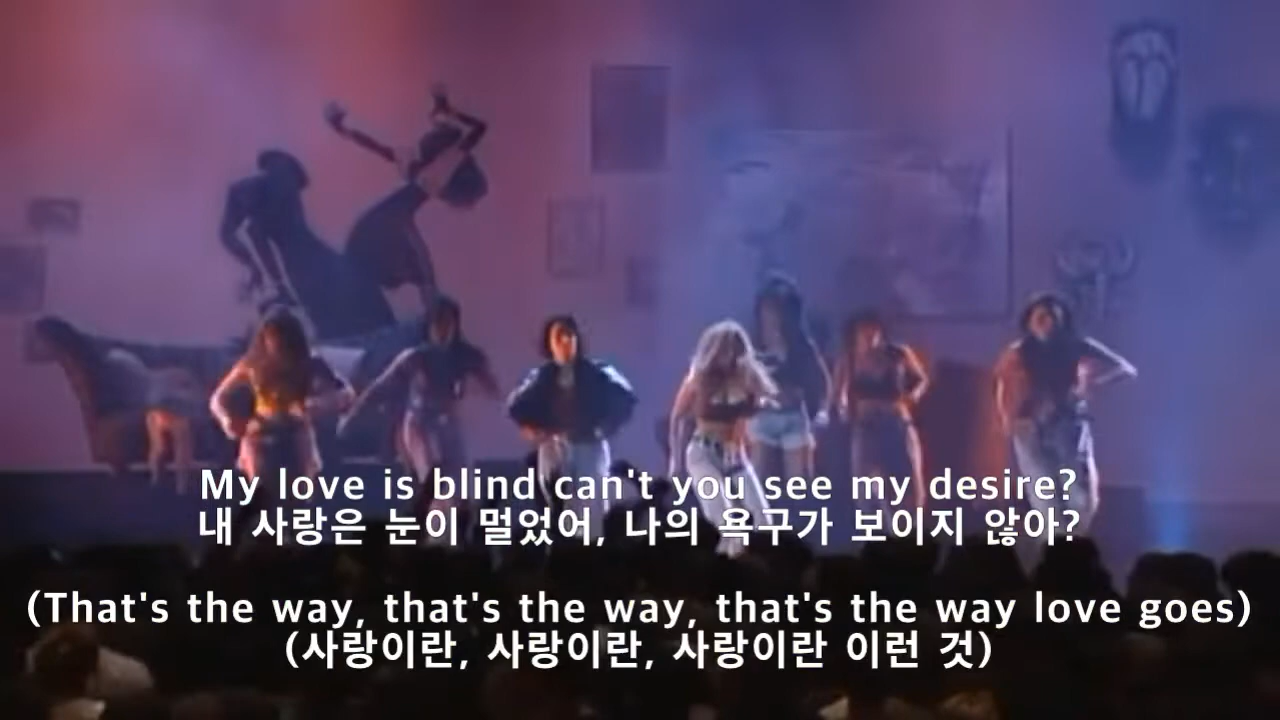 My love is blind can't you see my desire?
내 사랑은 눈이 멀었어, 나의 욕구가 보이지 않아?
(That's the way, that's the way, that's the way love goes)
(사랑이란, 사랑이란, 사랑이란 이런 것)